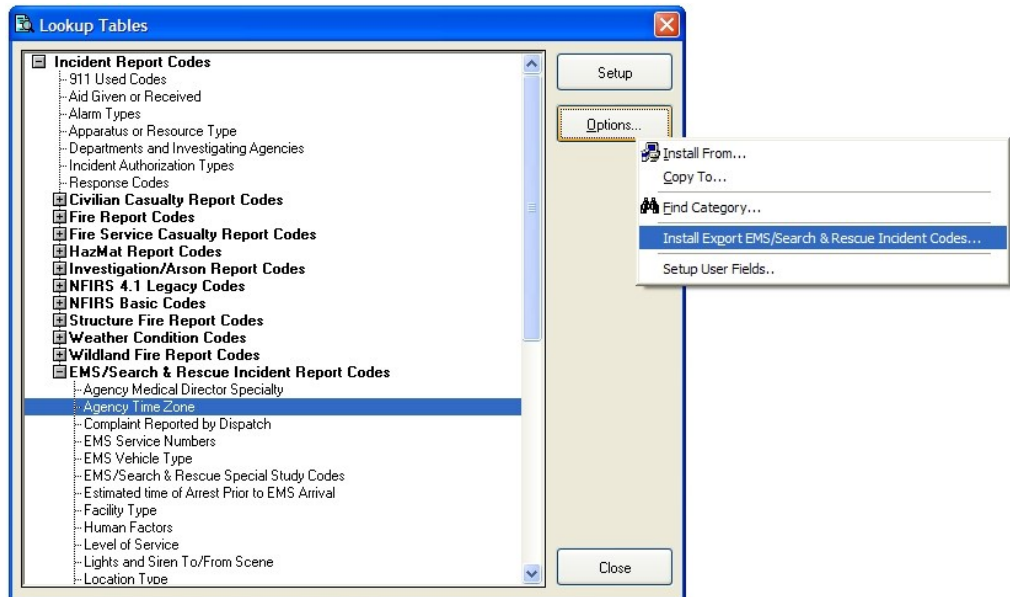 Lookup Tables
Incident Report Codes
911 Used Codes
Aid Given or Received
Alarm Types
Apparatus or Resource Type
Departments and Investigating Agencies
Incident Authorization Types
Response Codes
Civilian Casualty Report Codes
Fire Report Codes
Fire Service Casualty Report Codes
HazMat Report Codes
Investigation/Arson Report Codes
NFIRS 4.1 Legacy Codes
NFIRS Basic Codes
Structure Fire Report Codes
Weather Condition Codes
Wildland Fire Report Codes
EMS/Search & Rescue Incident Report Codes
Agency Medical Director Specialty
Agency Time Zone
Complaint Reported by Dispatch
EMS Service Numbers
EMS Vehicle Type
EMS/Search & Rescue Special Study Codes
Estimated time of Arrest Prior to EMS Arrival
Facility Type
Human Factors
Level of Service
Lights and Siren To/From Scene
Location Type
Setup
Options...
Install From...
Copy To...
Find Category...
Install Export EMS/Search & Rescue Incident Codes...
Setup User Fields..
Close